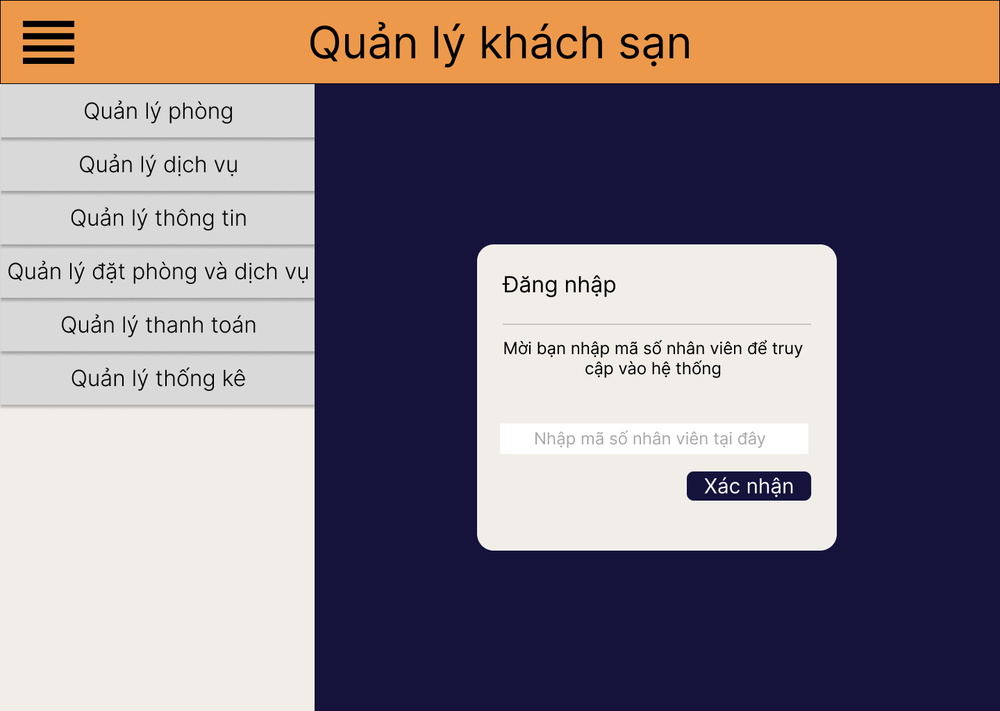 Quản lý khách sạn
Quản lý phòng
Quản lý dịch vụ
Quản lý thông tin
Quản lý đặt phòng và dịch vụ
Quản lý thanh toán
Quản lý thống kê
Đăng nhập
Mời bạn nhập mã số nhân viên để truy
cập vào hệ thống
Nhập mã số nhân viên tại đây
Xác nhận